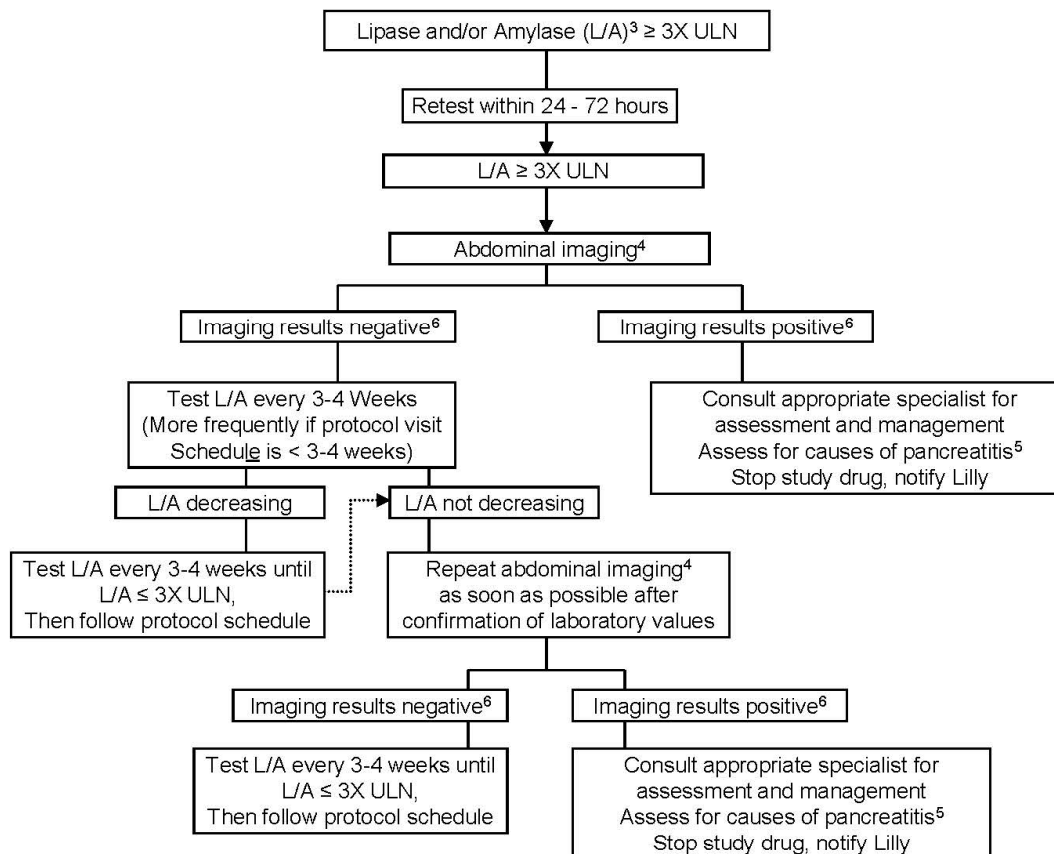 Lipase and/or Amylase (L/A)³ ≥ 3X ULN
Retest within 24 - 72 hours
L/A ≥ 3X ULN
Abdominal imaging⁴
Imaging results negative⁶
Imaging results positive⁶
Test L/A every 3-4 Weeks
(More frequently if protocol visit
Schedule is < 3-4 weeks)
Consult appropriate specialist for
assessment and management
Assess for causes of pancreatitis⁵
Stop study drug, notify Lilly
L/A decreasing
L/A not decreasing
Test L/A every 3-4 weeks until
L/A ≤ 3X ULN,
Then follow protocol schedule
Repeat abdominal imaging⁴
as soon as possible after
confirmation of laboratory values
Imaging results negative⁶
Imaging results positive⁶
Test L/A every 3-4 weeks until
L/A ≤ 3X ULN,
Then follow protocol schedule
Consult appropriate specialist for
assessment and management
Assess for causes of pancreatitis⁵
Stop study drug, notify Lilly